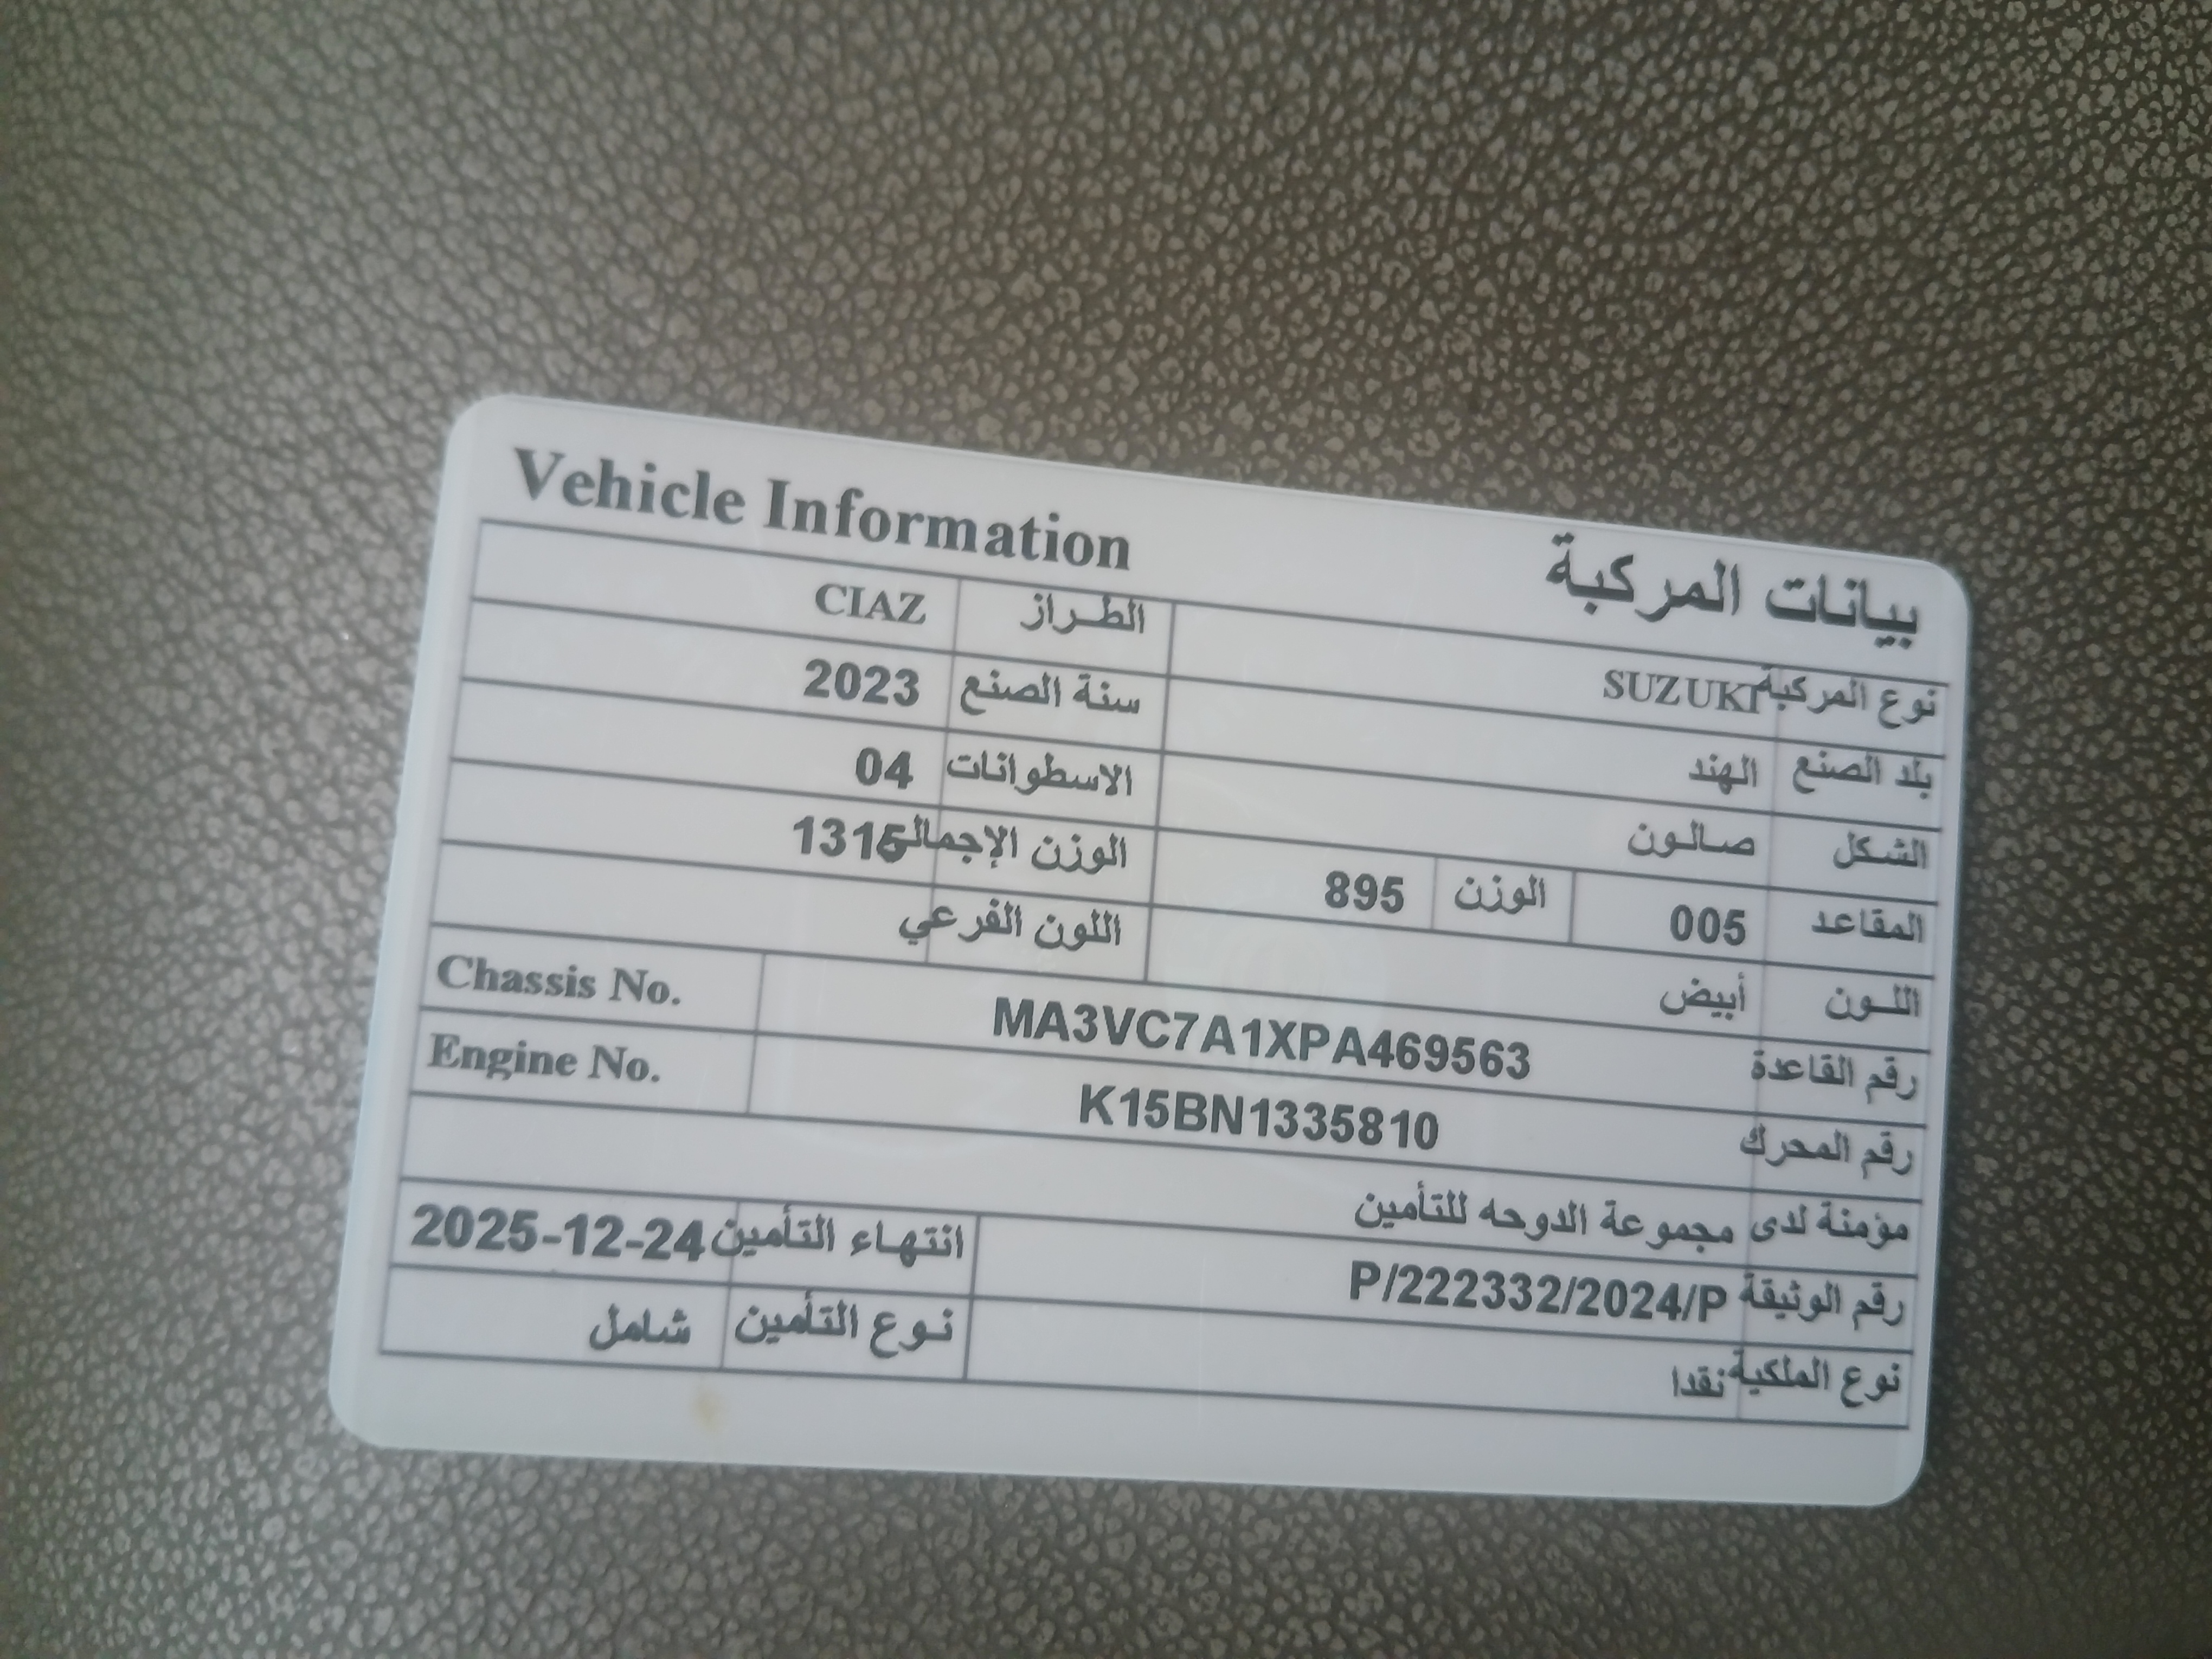 Vehicle Information بيانات المركبة
نوع المركبة SUZUKI الطراز CIAZ
بلد الصنع الهند سنة الصنع 2023
الشكل صالون الاسطوانات 04
المقاعد 005 الوزن 895 الوزن الإجمالي
اللون أبيض اللون الفرعي
رقم القاعدة MA3VC7A1XPA469563 Chassis No.
رقم المحرك K15BN1335810 Engine No.
مؤمنة لدى مجموعة الدوحه للتأمين
رقم الوثيقة P/222332/2024/P انتهاء التأمين 2025-12-24
نوع الملكية نقدا نوع التأمين شامل